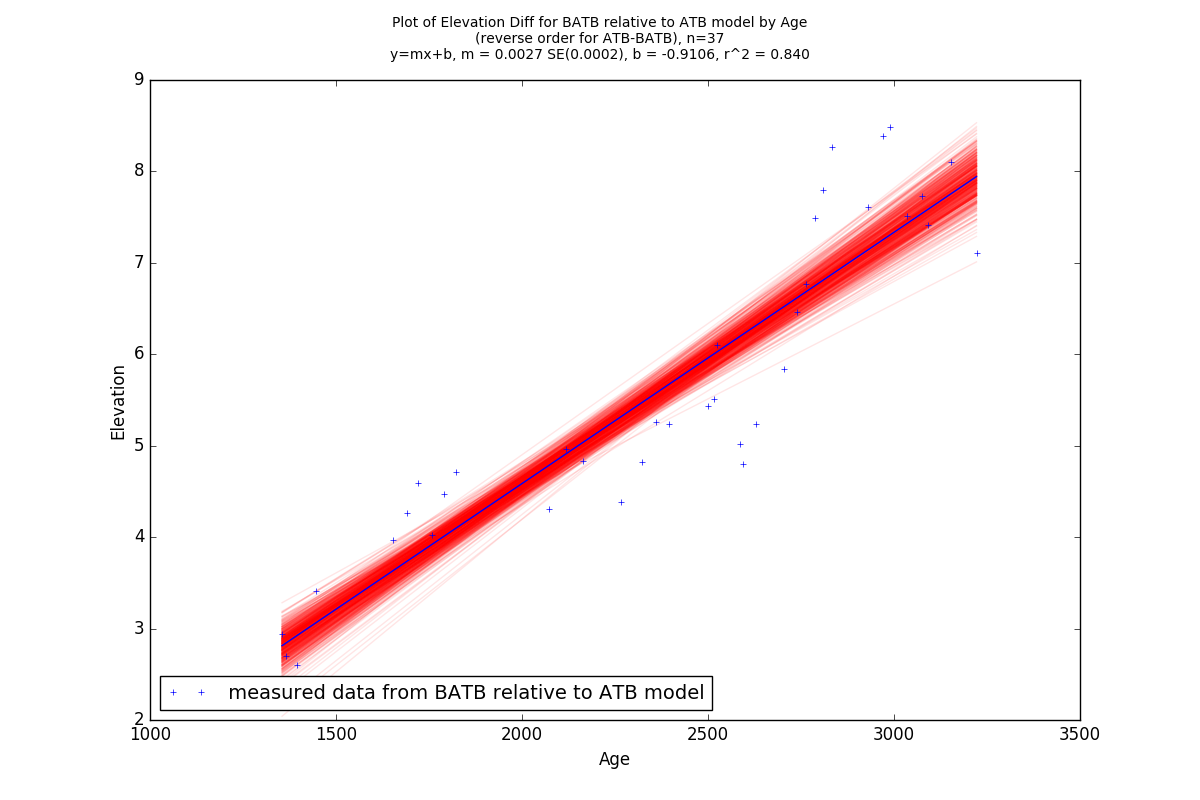 Plot of Elevation Diff for BATB relative to ATB model by Age
(reverse order for ATB-BATB), n=37
y=mx+b, m = 0.0027 SE(0.0002), b = -0.9106, r^2 = 0.840
9
8
7
6
5
4
3
2
Elevation
measured data from BATB relative to ATB model
1000 1500 2000 2500 3000 3500
Age